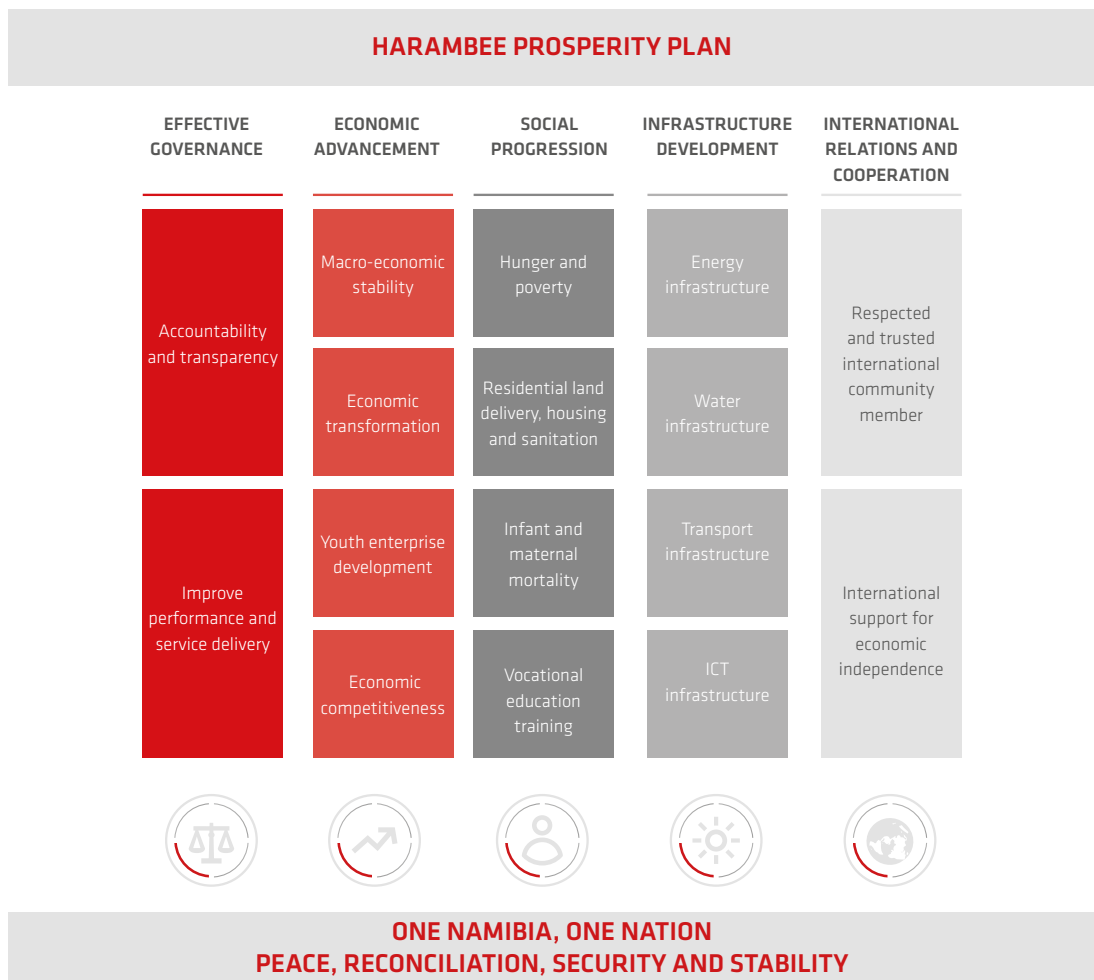 HARAMBEE PROSPERITY PLAN
EFFECTIVE
GOVERNANCE
ECONOMIC
ADVANCEMENT
SOCIAL
PROGRESSION
INFRASTRUCTURE
DEVELOPMENT
INTERNATIONAL
RELATIONS AND
COOPERATION
Accountability
and transparency
Improve
performance and
service delivery
Macro-economic
stability
Economic
transformation
Youth enterprise
development
Economic
competitiveness
Hunger and
poverty
Residential land
delivery, housing
and sanitation
Infant and
maternal
mortality
Vocational
education
training
Energy
infrastructure
Water
infrastructure
Transport
infrastructure
ICT
infrastructure
Respected
and trusted
international
community
member
International
support for
economic
independence
ONE NAMIBIA, ONE NATION
PEACE, RECONCILIATION, SECURITY AND STABILITY